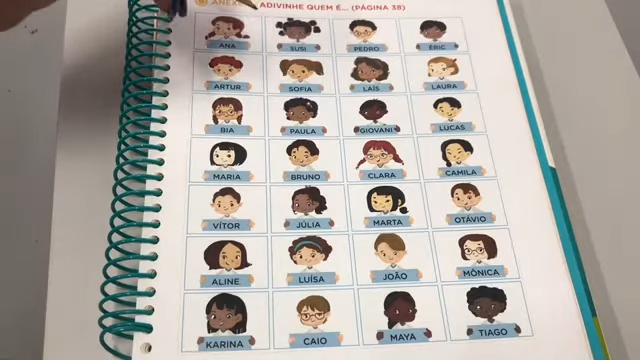 ANEXO
ADIVINHE QUEM É... (PÁGINA 38)
ANA SUSI PEDRO ÉRIC
ARTUR SOFIA LAÍS LAURA
BIA PAULA GIOVANI LUCAS
MARIA BRUNO CLARA CAMILA
VÍTOR JÚLIA MARTA OTÁVIO
ALINE LUÍSA JOÃO MÔNICA
KARINA CAIO MAYA TIAGO